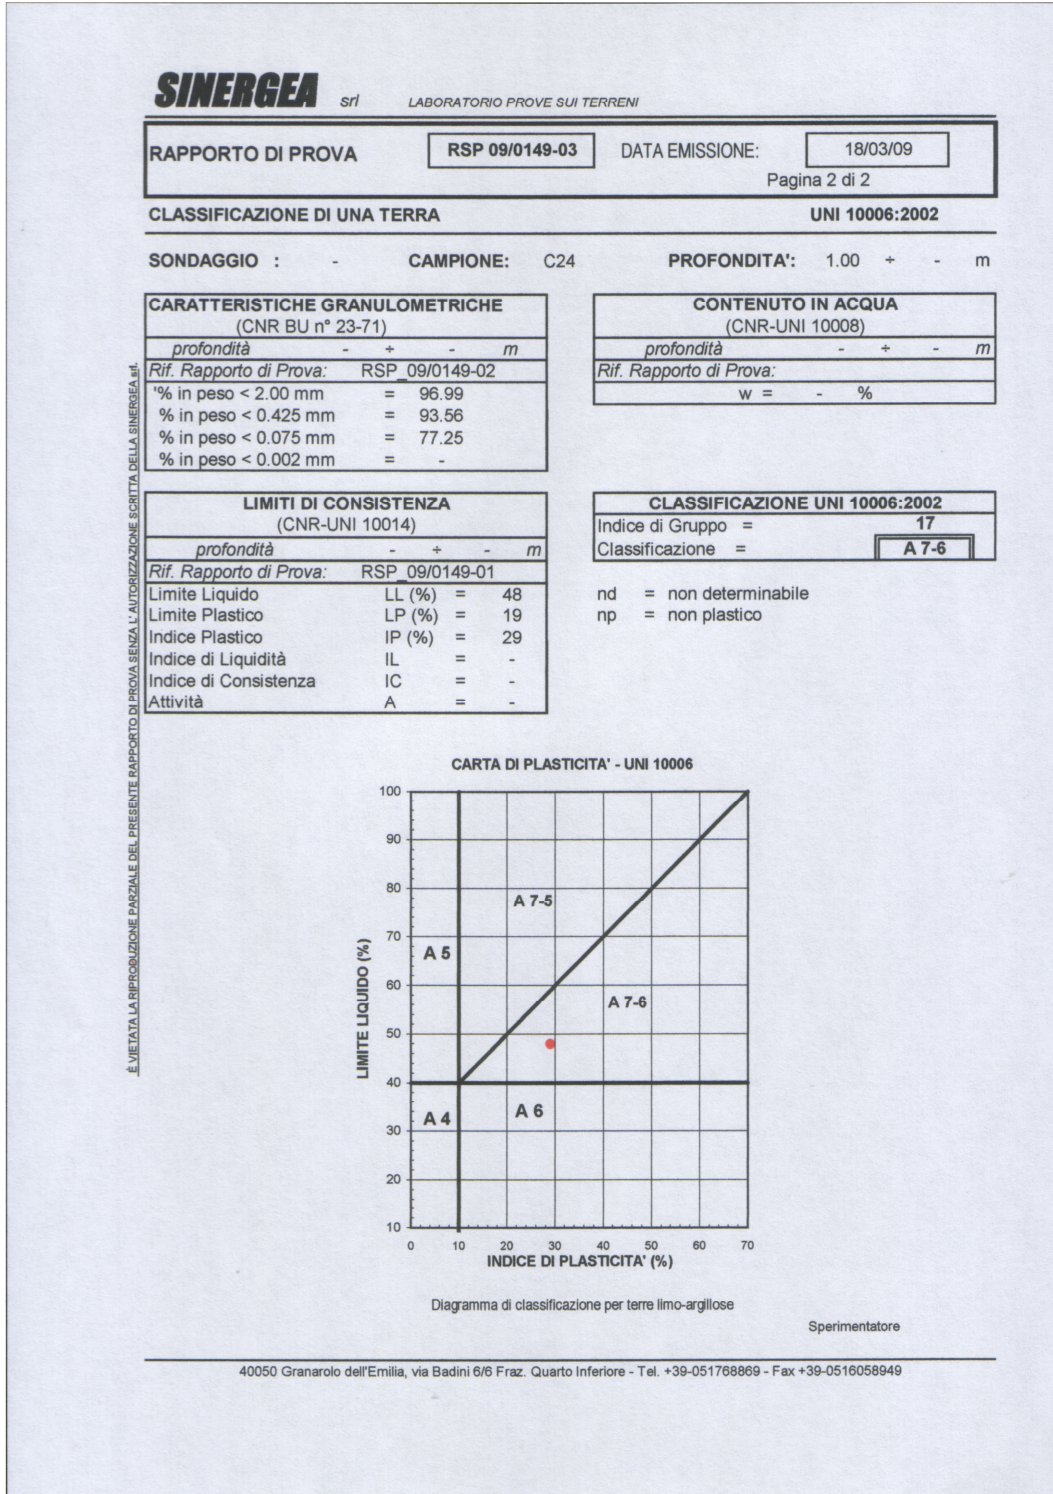 SINERGEA srl LABORATORIO PROVE SUI TERRENI
RAPPORTO DI PROVA RSP 09/0149-03 DATA EMISSIONE: 18/03/09
Pagina 2 di 2
CLASSIFICAZIONE DI UNA TERRA UNI 10006:2002
SONDAGGIO : - CAMPIONE: C24 PROFONDITA': 1.00 ÷ - m
CARATTERISTICHE GRANULOMETRICHE
(CNR BU n° 23-71)
profondità - ÷ - m
Rif. Rapporto di Prova: RSP_09/0149-02
'% in peso < 2.00 mm = 96.99
% in peso < 0.425 mm = 93.56
% in peso < 0.075 mm = 77.25
% in peso < 0.002 mm = -
CONTENUTO IN ACQUA
(CNR-UNI 10008)
profondità - ÷ - m
Rif. Rapporto di Prova:
w = - %
LIMITI DI CONSISTENZA
(CNR-UNI 10014)
profondità - ÷ - m
Rif. Rapporto di Prova: RSP_09/0149-01
Limite Liquido LL (%) = 48
Limite Plastico LP (%) = 19
Indice Plastico IP (%) = 29
Indice di Liquidità IL = -
Indice di Consistenza IC = -
Attività A = -
CLASSIFICAZIONE UNI 10006:2002
Indice di Gruppo = 17
Classificazione = A 7-6
nd = non determinabile
np = non plastico
È VIETATA LA RIPRODUZIONE PARZIALE DEL PRESENTE RAPPORTO DI PROVA SENZA L' AUTORIZZAZIONE SCRITTA DELLA SINERGEA srl.
CARTA DI PLASTICITA' - UNI 10006
LIMITE LIQUIDO (%)
100
90
80
70
60
50
40
30
20
10
A 7-5
A 5
A 7-6
A 4
A 6
0 10 20 30 40 50 60 70
INDICE DI PLASTICITA' (%)
Diagramma di classificazione per terre limo-argillose
Sperimentatore
40050 Granarolo dell'Emilia, via Badini 6/6 Fraz. Quarto Inferiore - Tel. +39-051768869 - Fax +39-0516058949